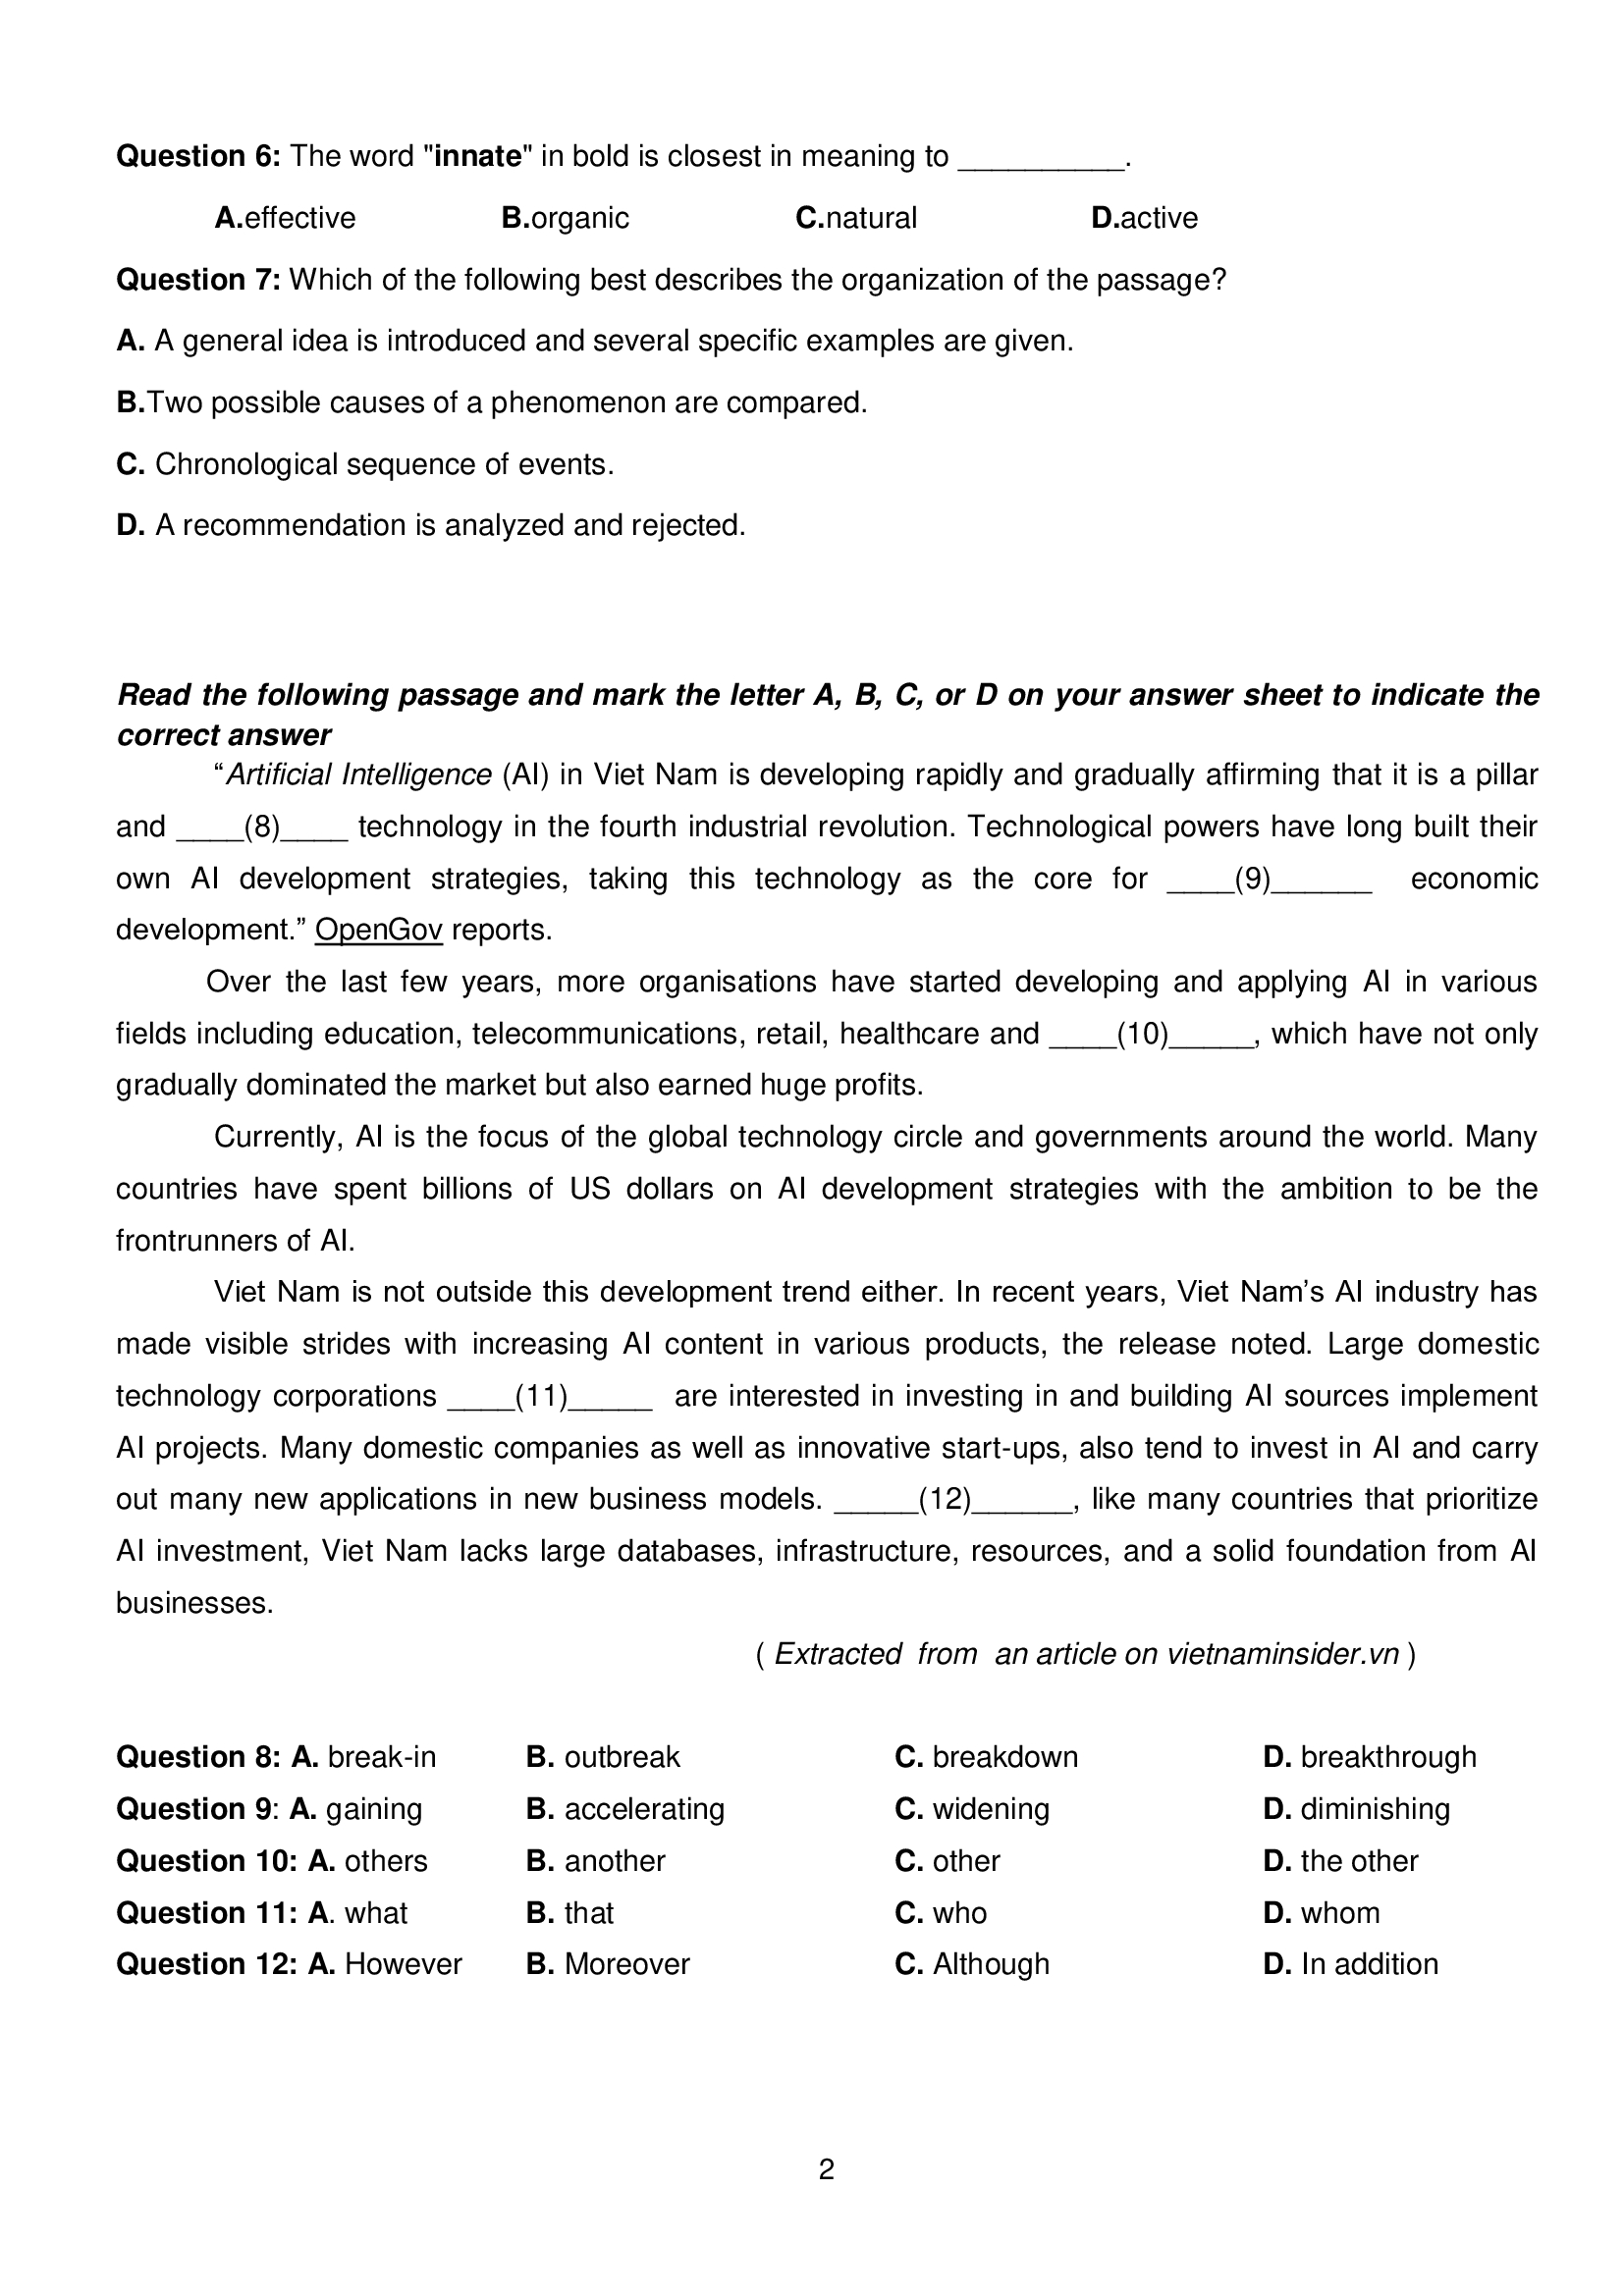 Question 6: The word "innate" in bold is closest in meaning to __________.
A.effective B.organic C.natural D.active
Question 7: Which of the following best describes the organization of the passage?
A. A general idea is introduced and several specific examples are given.
B.Two possible causes of a phenomenon are compared.
C. Chronological sequence of events.
D. A recommendation is analyzed and rejected.
Read the following passage and mark the letter A, B, C, or D on your answer sheet to indicate the
correct answer
“Artificial Intelligence (AI) in Viet Nam is developing rapidly and gradually affirming that it is a pillar
and ____(8)____ technology in the fourth industrial revolution. Technological powers have long built their
own AI development strategies, taking this technology as the core for ____(9)______ economic
development.” OpenGov reports.
Over the last few years, more organisations have started developing and applying AI in various
fields including education, telecommunications, retail, healthcare and ____(10)_____, which have not only
gradually dominated the market but also earned huge profits.
Currently, AI is the focus of the global technology circle and governments around the world. Many
countries have spent billions of US dollars on AI development strategies with the ambition to be the
frontrunners of AI.
Viet Nam is not outside this development trend either. In recent years, Viet Nam’s AI industry has
made visible strides with increasing AI content in various products, the release noted. Large domestic
technology corporations ____(11)_____ are interested in investing in and building AI sources implement
AI projects. Many domestic companies as well as innovative start-ups, also tend to invest in AI and carry
out many new applications in new business models. _____(12)______, like many countries that prioritize
AI investment, Viet Nam lacks large databases, infrastructure, resources, and a solid foundation from AI
businesses.
( Extracted from an article on vietnaminsider.vn )
Question 8: A. break-in B. outbreak C. breakdown D. breakthrough
Question 9: A. gaining B. accelerating C. widening D. diminishing
Question 10: A. others B. another C. other D. the other
Question 11: A. what B. that C. who D. whom
Question 12: A. However B. Moreover C. Although D. In addition
2